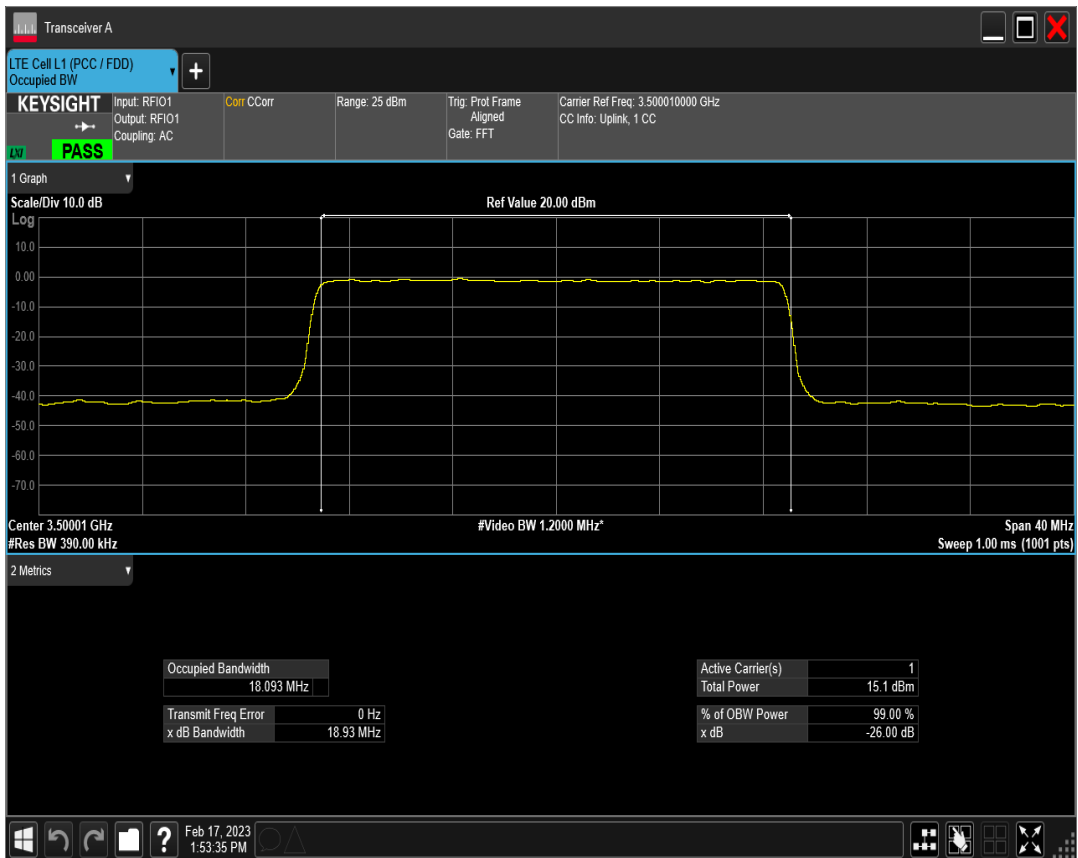 Transceiver A
LTE Cell L1 (PCC / FDD)
Occupied BW
KEYSIGHT
LXI
PASS
Input: RFIO1
Output: RFIO1
Coupling: AC
Corr CCorr
Range: 25 dBm
Trig: Prot Frame
Aligned
Gate: FFT
Carrier Ref Freq: 3.500010000 GHz
CC Info: Uplink, 1 CC
1 Graph
Scale/Div 10.0 dB
Ref Value 20.00 dBm
Log
10.0
0.00
-10.0
-20.0
-30.0
-40.0
-50.0
-60.0
-70.0
Center 3.50001 GHz
#Video BW 1.2000 MHz*
Span 40 MHz
#Res BW 390.00 kHz
Sweep 1.00 ms (1001 pts)
2 Metrics
Occupied Bandwidth
18.093 MHz
Transmit Freq Error 0 Hz
x dB Bandwidth 18.93 MHz
Active Carrier(s) 1
Total Power 15.1 dBm
% of OBW Power 99.00 %
x dB -26.00 dB
?
Feb 17, 2023
1:53:35 PM